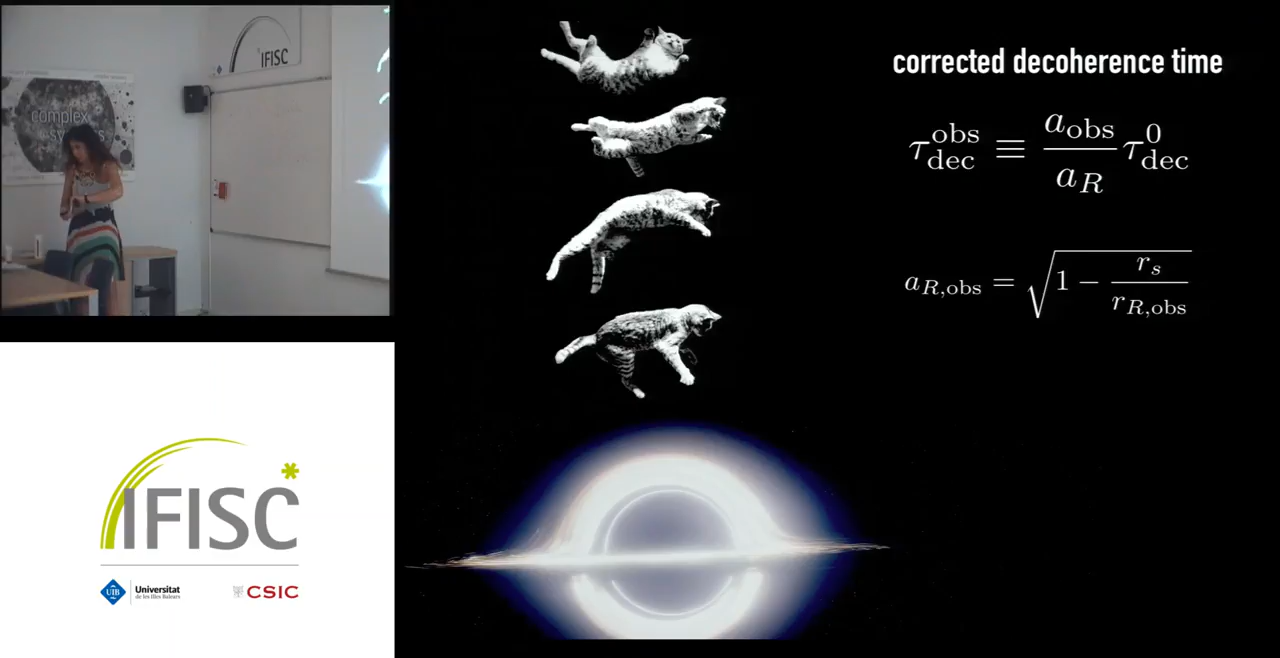 IFISC
complex
systems
corrected decoherence time
τ_dec^obs ≡ a_obs / a_R τ_dec^0
a_R,obs = √(1 − r_s / r_R,obs)
IFISC
UIB
Universitat
de les Illes Balears
CSIC